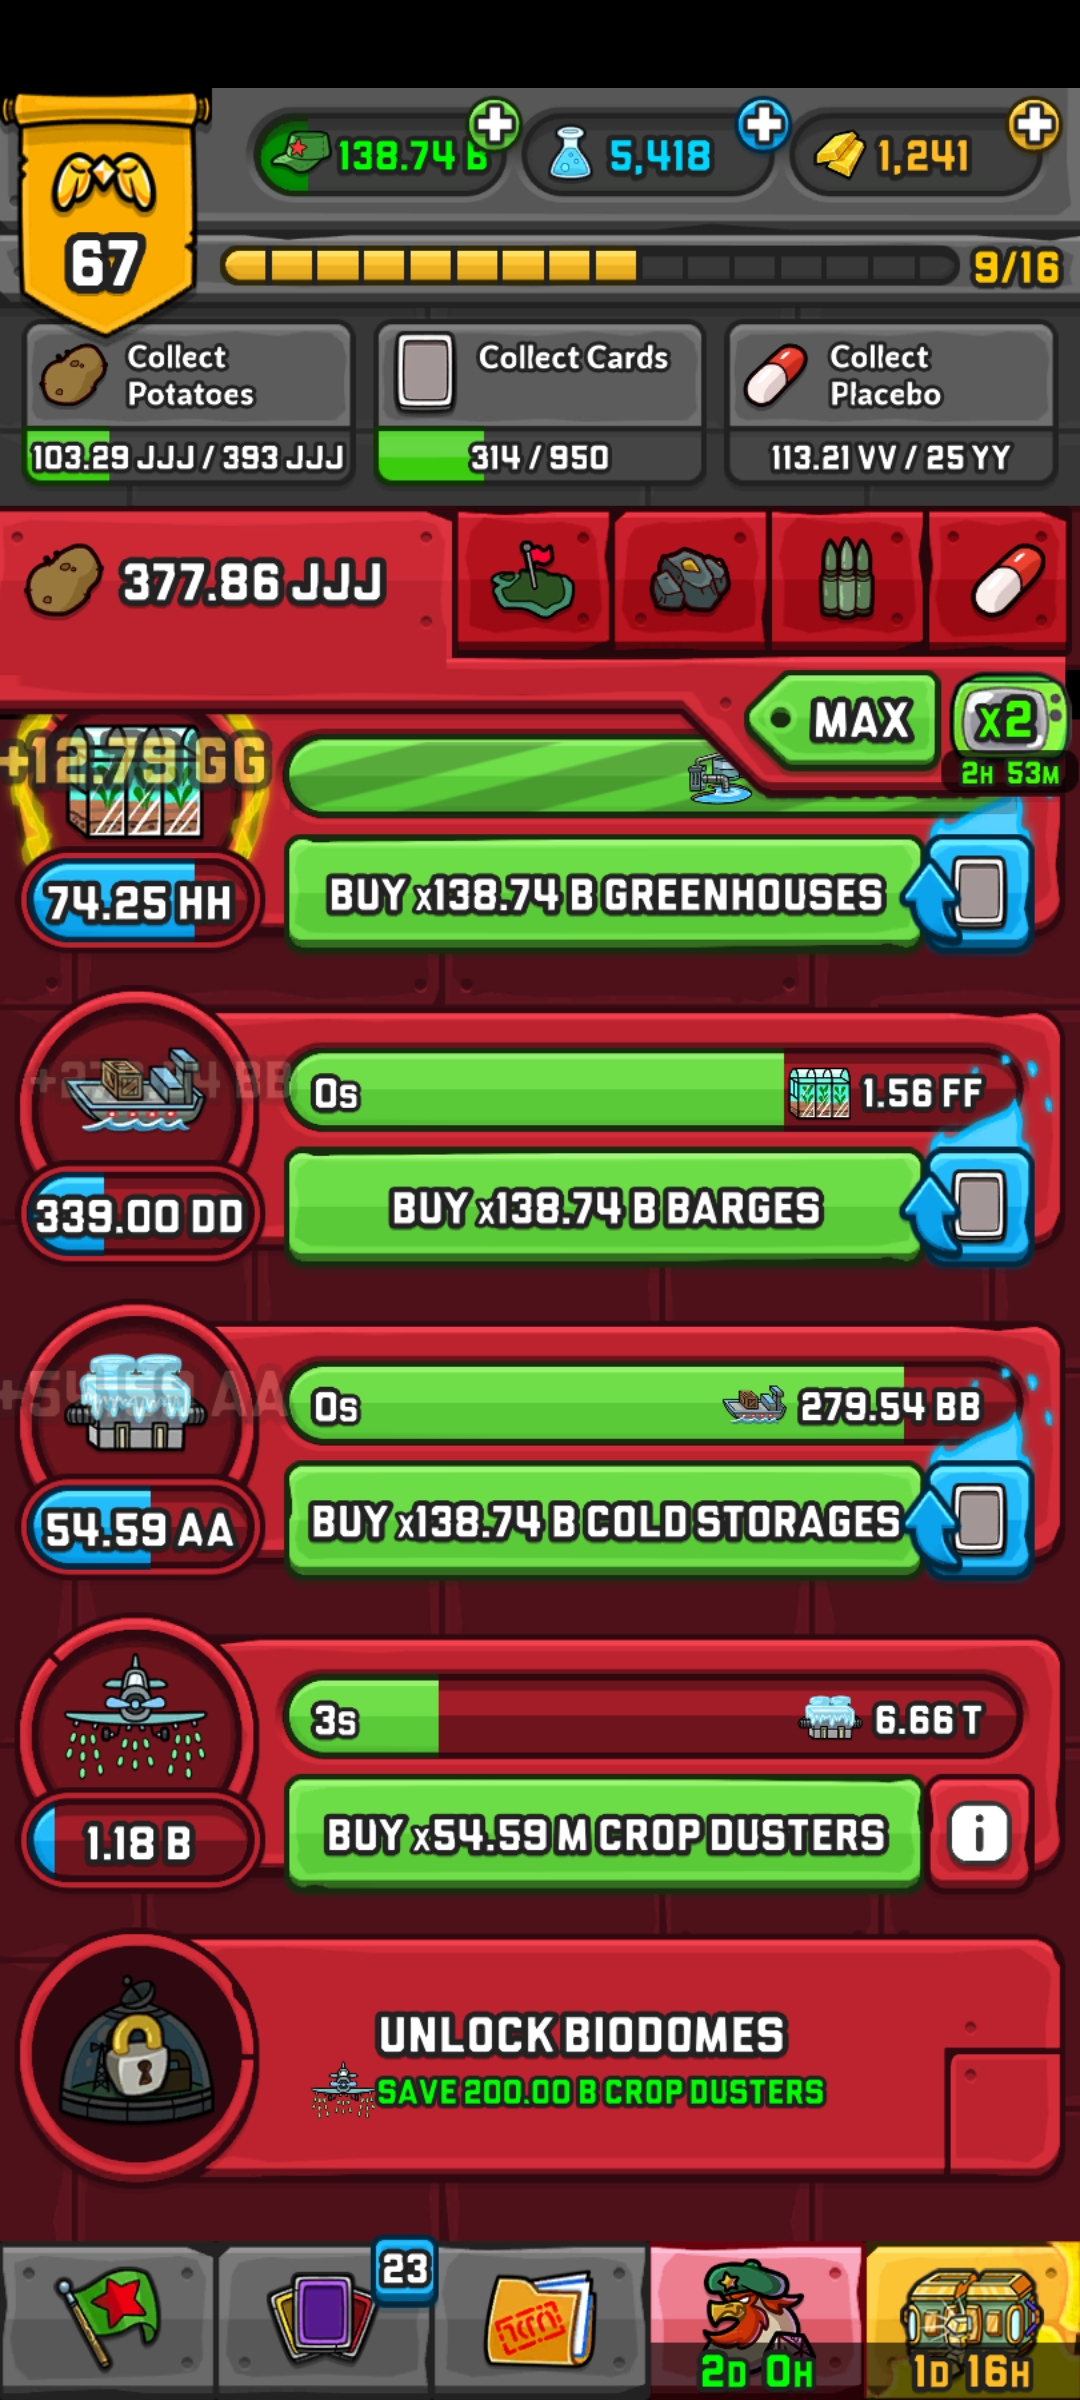 138.74 B
5,418
1,241
67
9/16
Collect Potatoes
103.29 JJJ / 393 JJJ
Collect Cards
314 / 950
Collect Placebo
113.21 VV / 25 YY
377.86 JJJ
MAX
x2
2H 53M
+12.79 GG
74.25 HH
BUY x138.74 B GREENHOUSES
0s
1.56 FF
339.00 DD
BUY x138.74 B BARGES
+54.59 AA
0s
279.54 BB
54.59 AA
BUY x138.74 B COLD STORAGES
3s
6.66 T
1.18 B
BUY x54.59 M CROP DUSTERS
i
UNLOCK BIODOMES
SAVE 200.00 B CROP DUSTERS
23
2D 0H
1D 16H